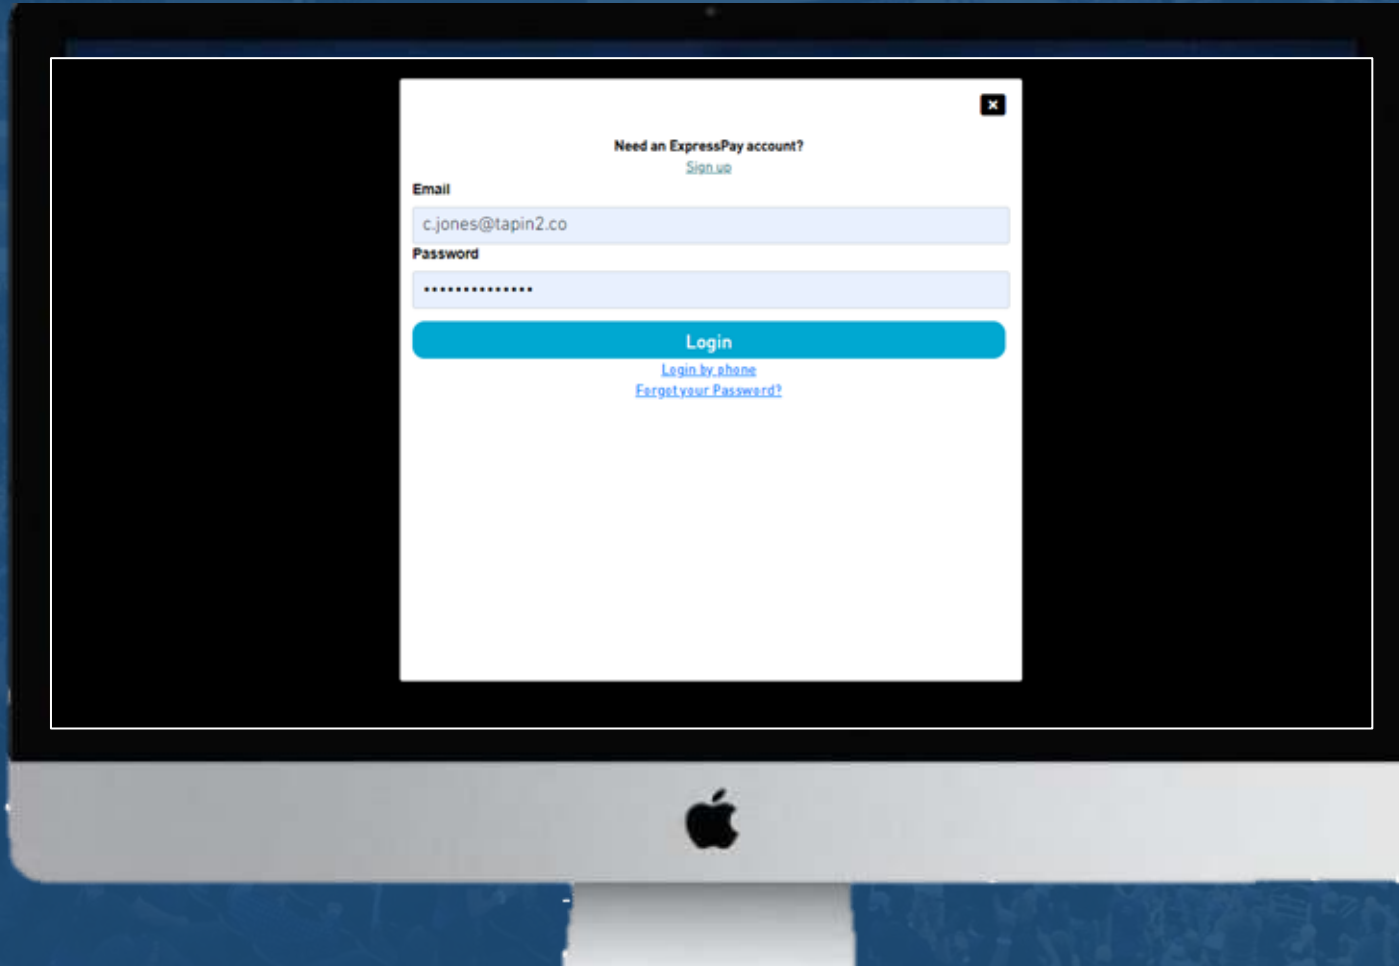 Need an ExpressPay account?
Sign up
Email
c.jones@tapin2.co
Password
••••••••••••••
Login
Login by phone
Forgot your Password?